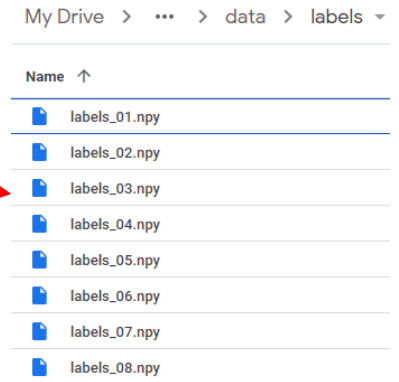 My Drive > ... > data > labels
Name ↑
labels_01.npy
labels_02.npy
labels_03.npy
labels_04.npy
labels_05.npy
labels_06.npy
labels_07.npy
labels_08.npy